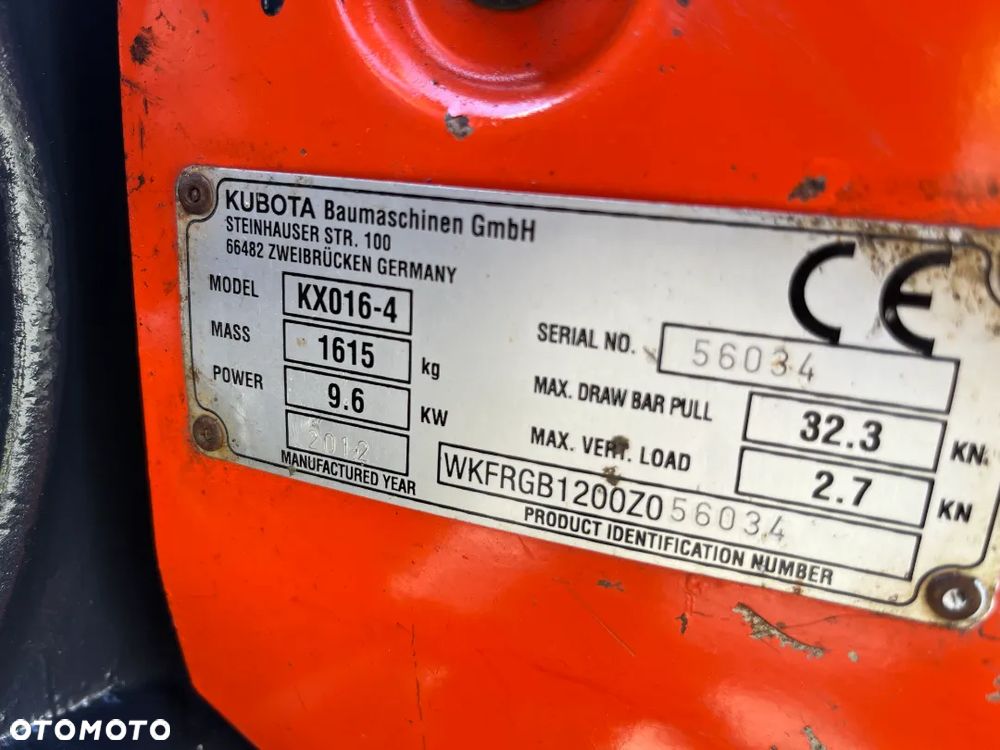 KUBOTA Baumaschinen GmbH
STEINHAUSER STR. 100
66482 ZWEIBRÜCKEN GERMANY
MODEL KX016-4
MASS 1615 kg
POWER 9.6 KW
2012
MANUFACTURED YEAR
CE
SERIAL NO. 56034
MAX. DRAW BAR PULL 32.3 KN.
MAX. VERT. LOAD 2.7 KN
WKFRGB1200Z056034
PRODUCT IDENTIFICATION NUMBER
OTOMOTO